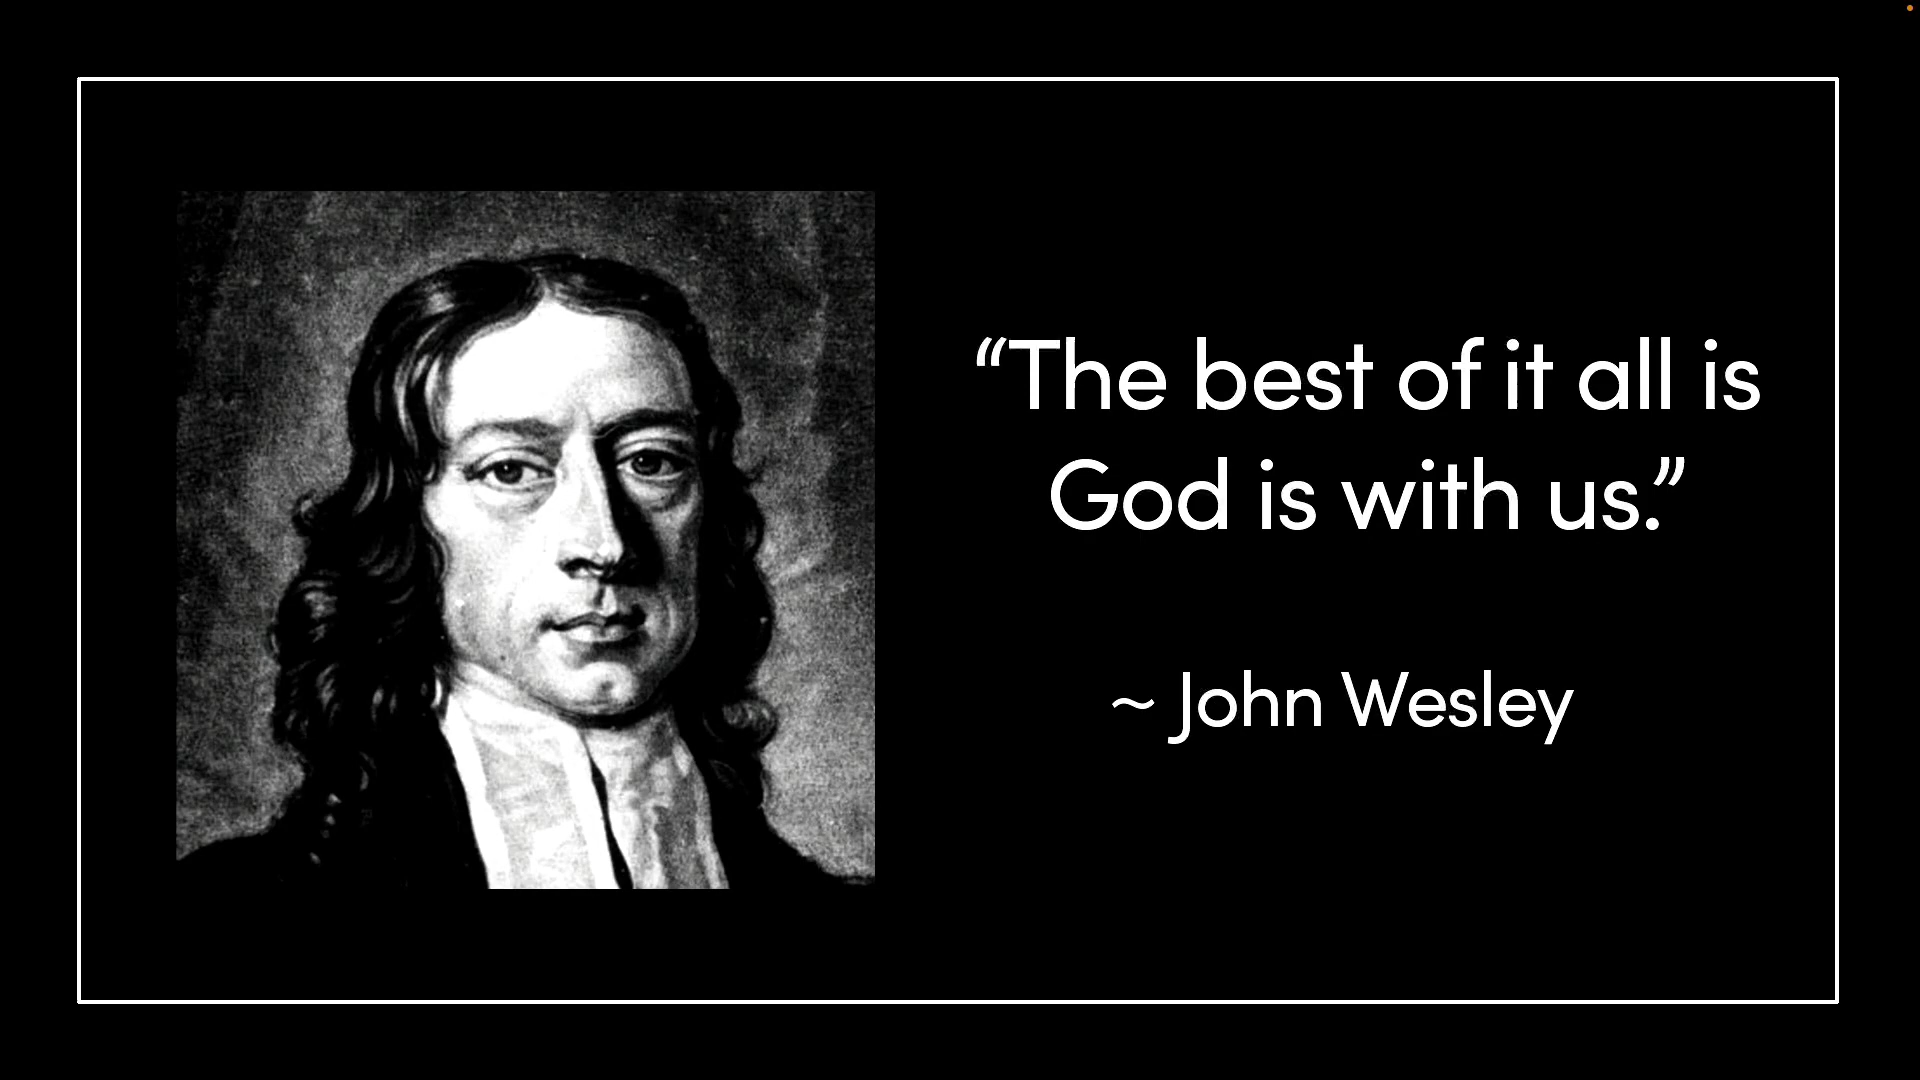 “The best of it all is
God is with us.”
~ John Wesley